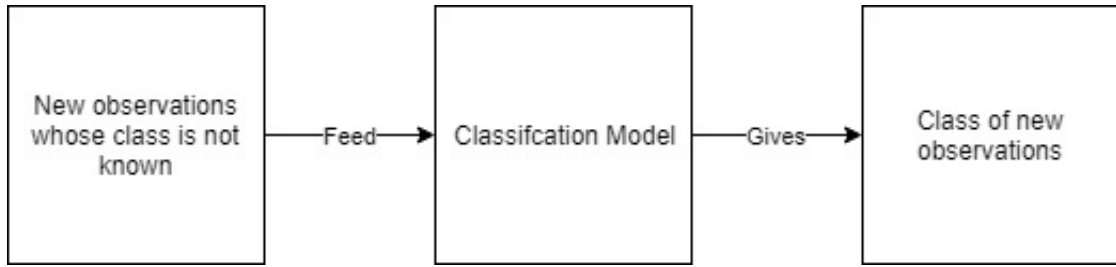 New observations
whose class is not
known
Feed
Classifcation Model
Gives
Class of new
observations